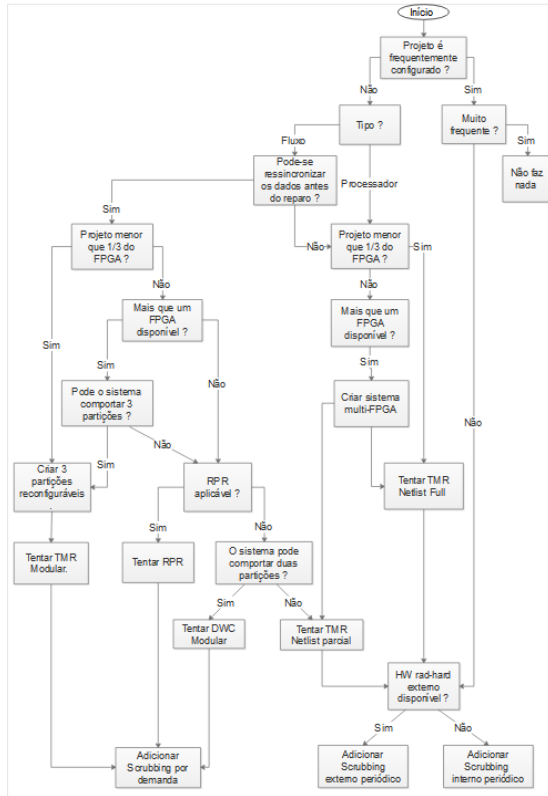 Início
Projeto é
frequentemente
configurado ?
Não
Sim
Tipo ?
Muito
frequente ?
Fluxo
Sim
Pode-se
ressincronizar
os dados antes
do reparo ?
Processador
Não faz
nada
Sim
Projeto menor
que 1/3 do
FPGA ?
Não
Projeto menor
que 1/3 do
FPGA ?
Sim
Não
Não
Mais que um
FPGA
disponível ?
Mais que um
FPGA
disponível ?
Sim
Sim
Não
Sim
Pode o sistema
comportar 3
partições ?
Criar sistema
multi-FPGA
Não
Não
Sim
Criar 3
partições
reconfiguráveis
.
RPR
aplicável ?
Tentar TMR
Netlist Full
Sim
Não
Tentar TMR
Modular.
Tentar RPR
O sistema pode
comportar duas
partições ?
Sim
Não
Tentar DWC
Modular
Tentar TMR
Netlist parcial
HW rad-hard
externo
disponível ?
Sim
Não
Adicionar
Scrubbing por
demanda
Adicionar
Scrubbing
externo periódico
Adicionar
Scrubbing
interno periódico